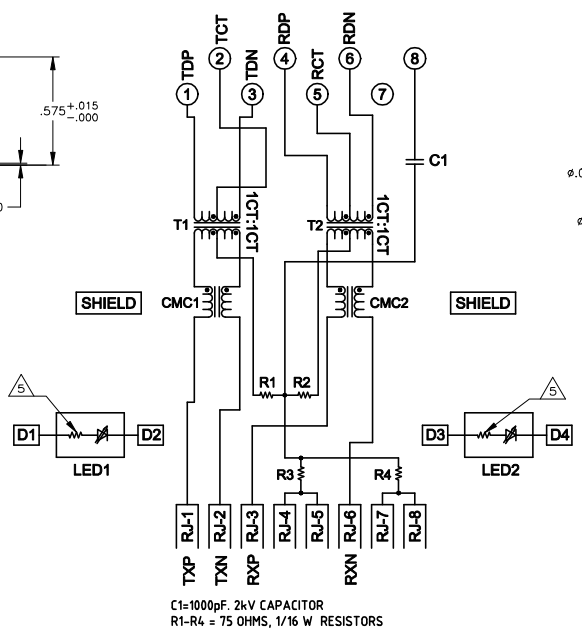 TDP
TCT
TDN
RDP
RCT
RDN
1
2
3
4
5
6
7
8
.575 +.015 -.000
C1
T1
1CT:1CT
T2
1CT:1CT
SHIELD
CMC1
CMC2
SHIELD
5
R1
R2
5
D1
D2
LED1
D3
D4
LED2
R3
R4
RJ-1
RJ-2
RJ-3
RJ-4
RJ-5
RJ-6
RJ-7
RJ-8
TXP
TXN
RXP
RXN
C1=1000pF. 2kV CAPACITOR
R1-R4 = 75 OHMS, 1/16 W RESISTORS